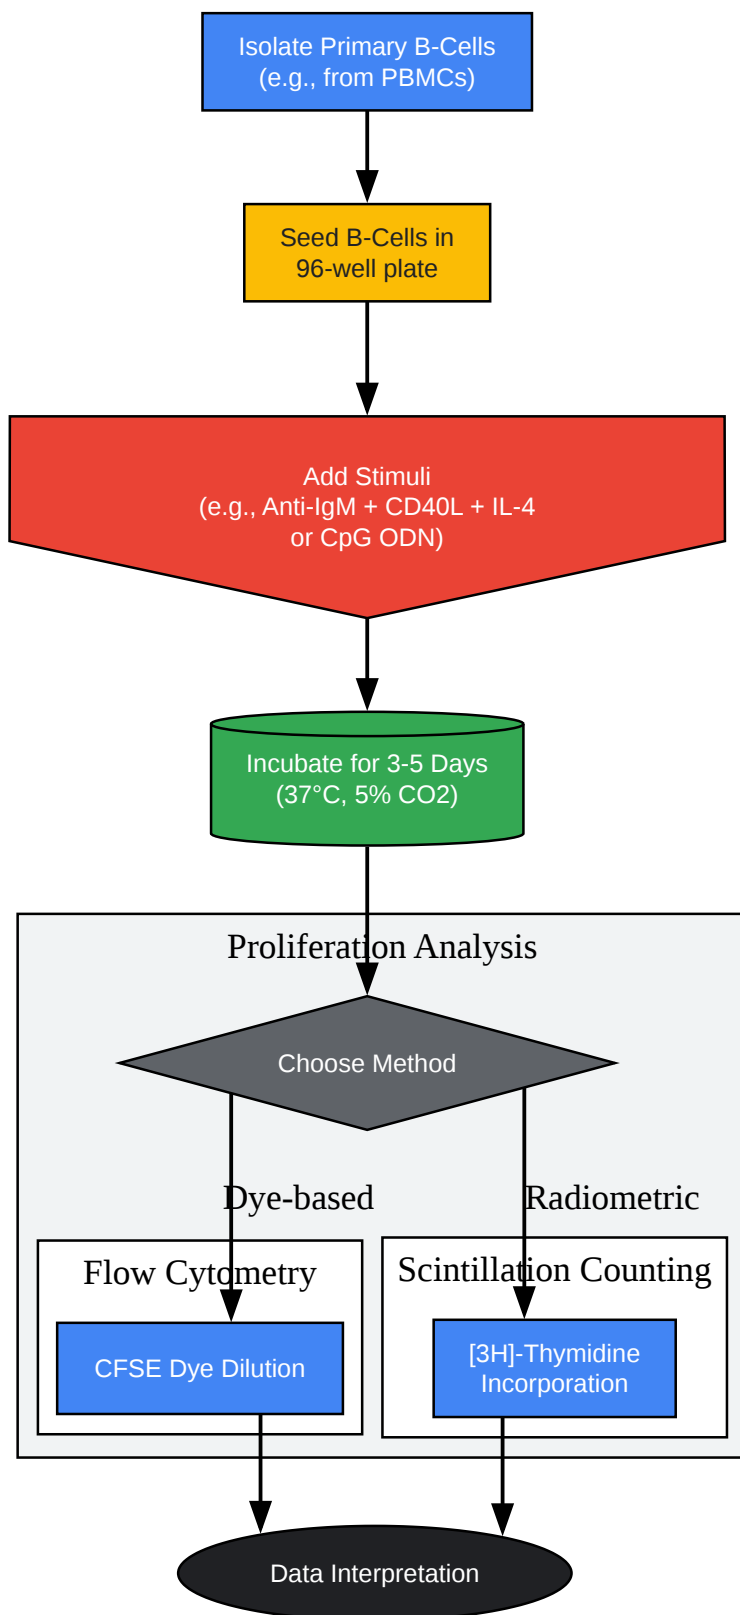 Isolate Primary B-Cells
(e.g., from PBMCs)
Seed B-Cells in
96-well plate
Add Stimuli
(e.g., Anti-IgM + CD40L + IL-4
or CpG ODN)
Incubate for 3-5 Days
(37°C, 5% CO2)
Proliferation Analysis
Choose Method
Dye-based
Radiometric
Flow Cytometry
Scintillation Counting
CFSE Dye Dilution
[3H]-Thymidine
Incorporation
Data Interpretation